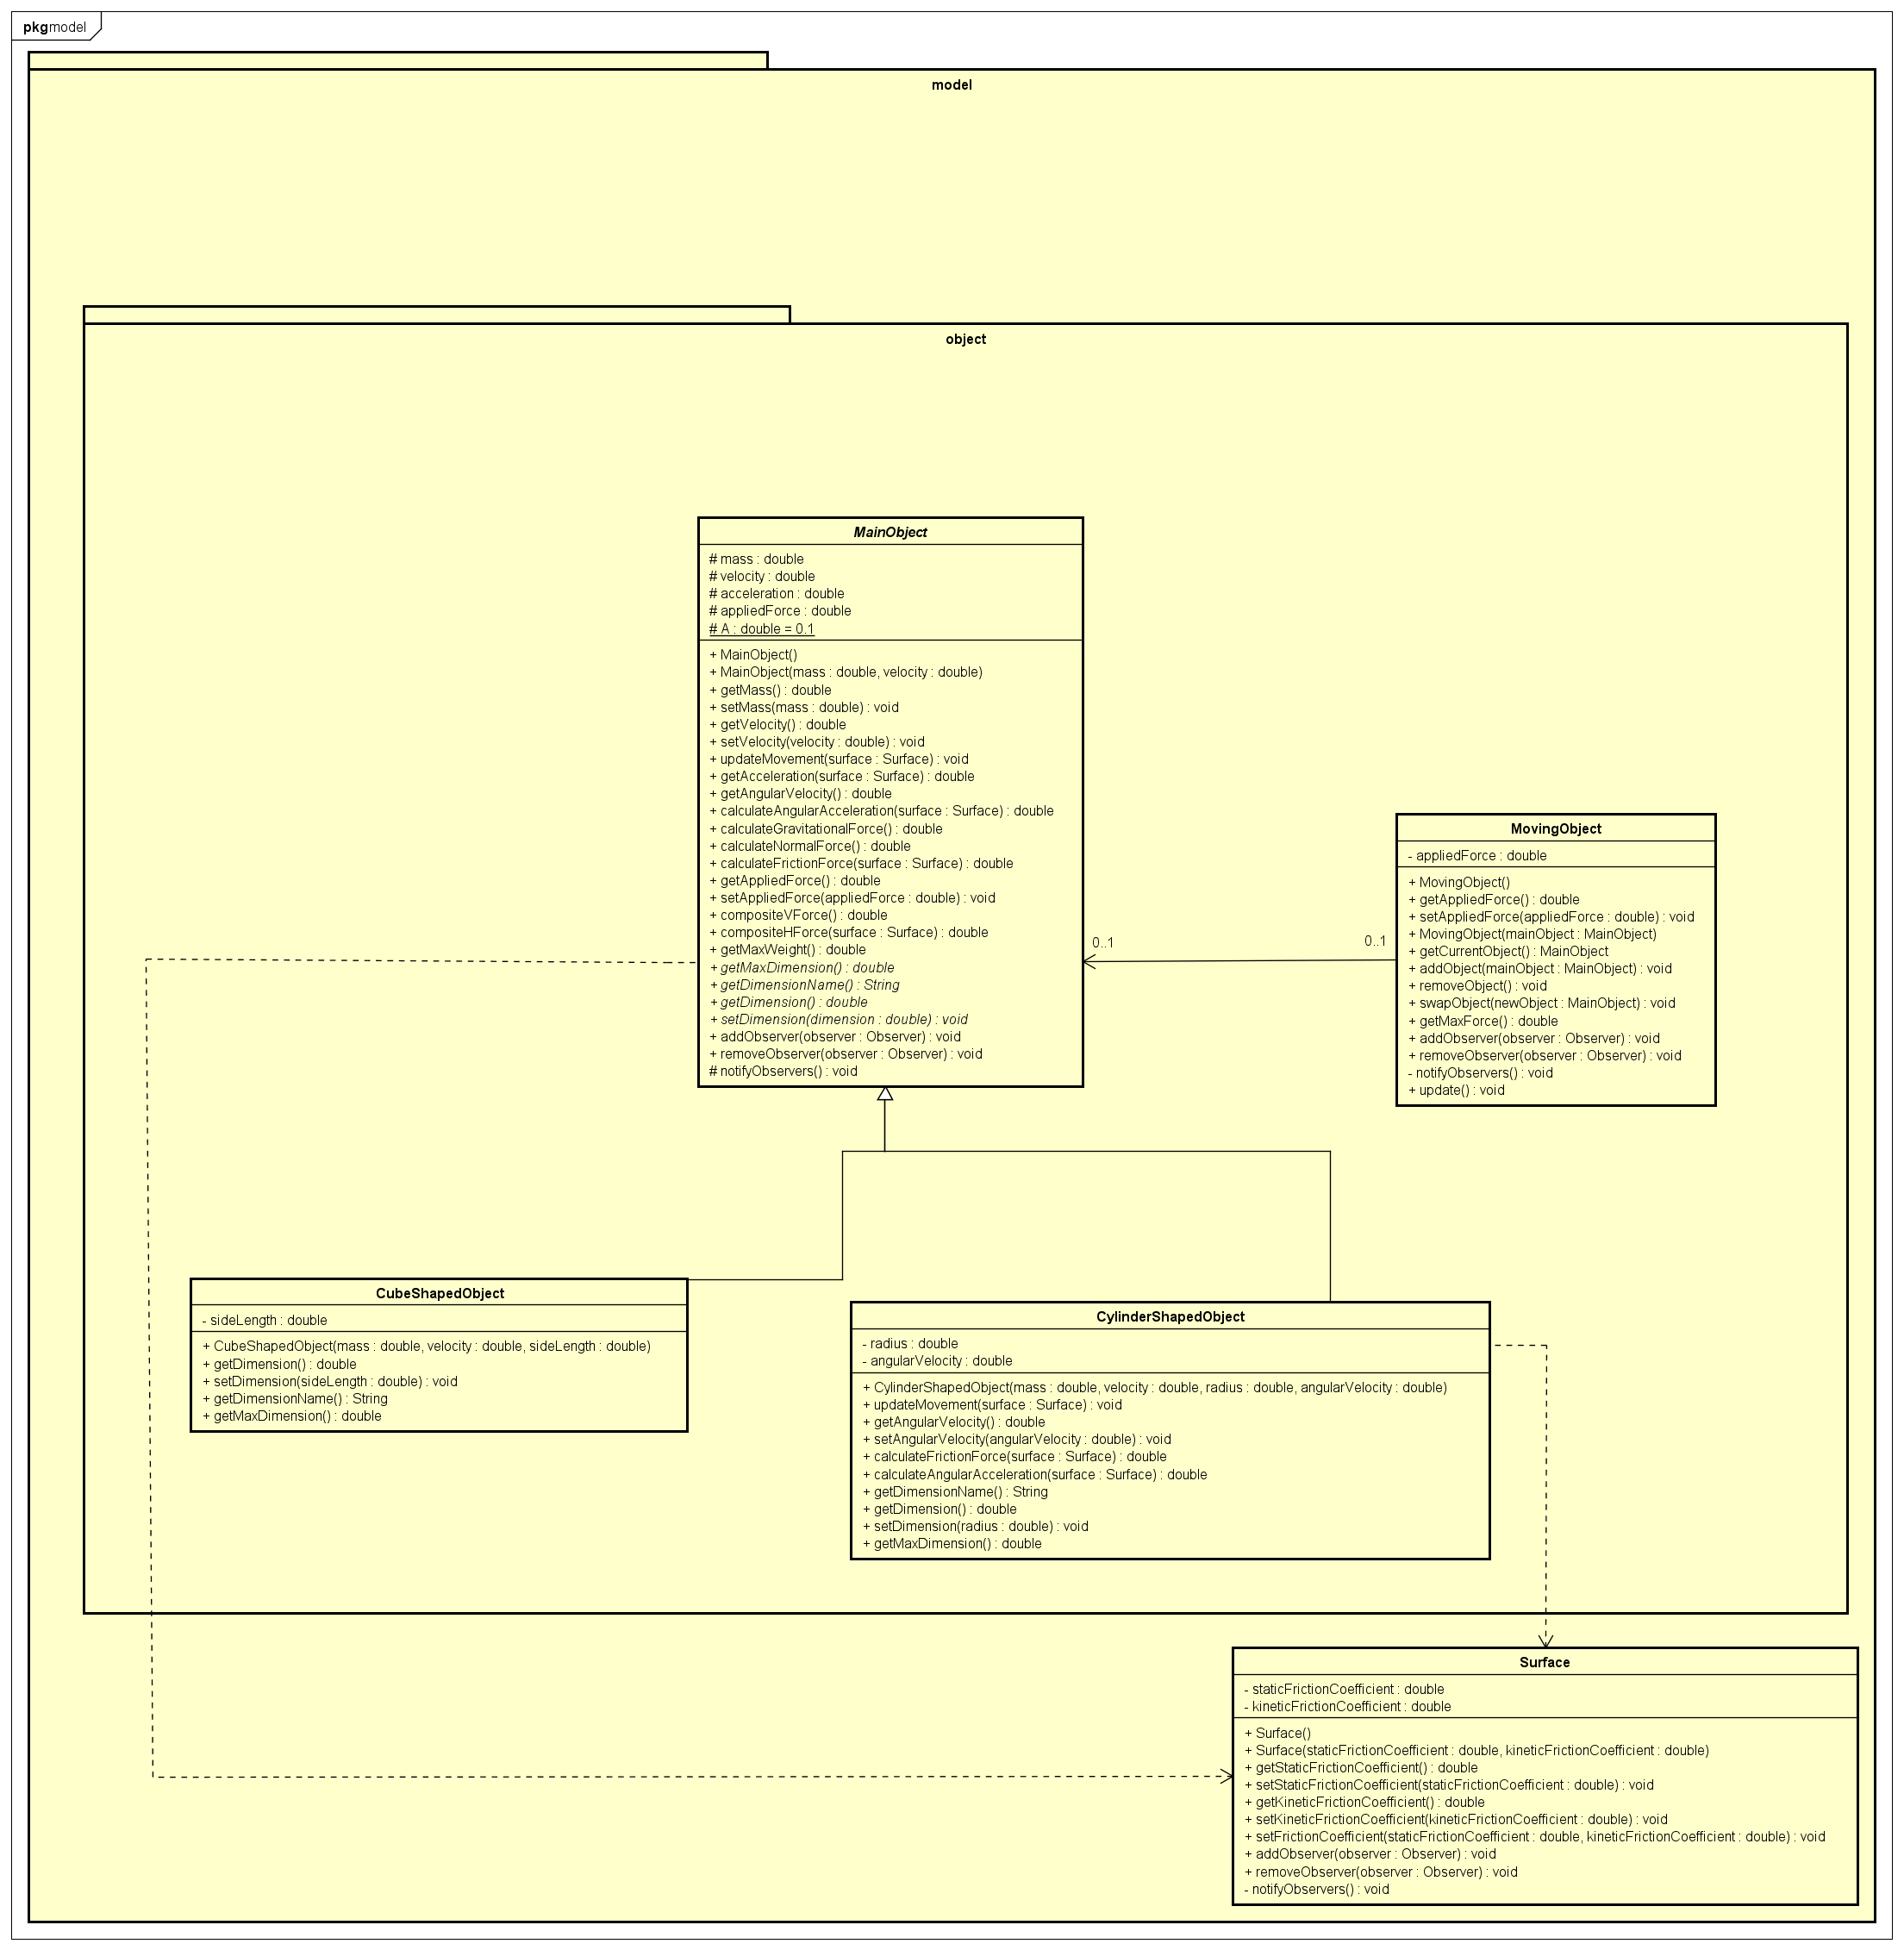 pkg model
model
object
MainObject
# mass : double
# velocity : double
# acceleration : double
# appliedForce : double
# A : double = 0.1
+ MainObject()
+ MainObject(mass : double, velocity : double)
+ getMass() : double
+ setMass(mass : double) : void
+ getVelocity() : double
+ setVelocity(velocity : double) : void
+ updateMovement(surface : Surface) : void
+ getAcceleration(surface : Surface) : double
+ getAngularVelocity() : double
+ calculateAngularAcceleration(surface : Surface) : double
+ calculateGravitationalForce() : double
+ calculateNormalForce() : double
+ calculateFrictionForce(surface : Surface) : double
+ getAppliedForce() : double
+ setAppliedForce(appliedForce : double) : void
+ compositeVForce() : double
+ compositeHForce(surface : Surface) : double
+ getMaxWeight() : double
+ getMaxDimension() : double
+ getDimensionName() : String
+ getDimension() : double
+ setDimension(dimension : double) : void
+ addObserver(observer : Observer) : void
+ removeObserver(observer : Observer) : void
# notifyObservers() : void
0..1
0..1
MovingObject
- appliedForce : double
+ MovingObject()
+ getAppliedForce() : double
+ setAppliedForce(appliedForce : double) : void
+ MovingObject(mainObject : MainObject)
+ getCurrentObject() : MainObject
+ addObject(mainObject : MainObject) : void
+ removeObject() : void
+ swapObject(newObject : MainObject) : void
+ getMaxForce() : double
+ addObserver(observer : Observer) : void
+ removeObserver(observer : Observer) : void
- notifyObservers() : void
+ update() : void
CubeShapedObject
- sideLength : double
+ CubeShapedObject(mass : double, velocity : double, sideLength : double)
+ getDimension() : double
+ setDimension(sideLength : double) : void
+ getDimensionName() : String
+ getMaxDimension() : double
CylinderShapedObject
- radius : double
- angularVelocity : double
+ CylinderShapedObject(mass : double, velocity : double, radius : double, angularVelocity : double)
+ updateMovement(surface : Surface) : void
+ getAngularVelocity() : double
+ setAngularVelocity(angularVelocity : double) : void
+ calculateFrictionForce(surface : Surface) : double
+ calculateAngularAcceleration(surface : Surface) : double
+ getDimensionName() : String
+ getDimension() : double
+ setDimension(radius : double) : void
+ getMaxDimension() : double
Surface
- staticFrictionCoefficient : double
- kineticFrictionCoefficient : double
+ Surface()
+ Surface(staticFrictionCoefficient : double, kineticFrictionCoefficient : double)
+ getStaticFrictionCoefficient() : double
+ setStaticFrictionCoefficient(staticFrictionCoefficient : double) : void
+ getKineticFrictionCoefficient() : double
+ setKineticFrictionCoefficient(kineticFrictionCoefficient : double) : void
+ setFrictionCoefficient(staticFrictionCoefficient : double, kineticFrictionCoefficient : double) : void
+ addObserver(observer : Observer) : void
+ removeObserver(observer : Observer) : void
- notifyObservers() : void